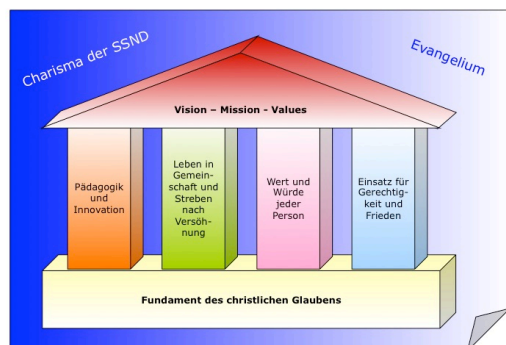 Charisma der SSND
Evangelium
Vision – Mission - Values
Pädagogik
und
Innovation
Leben in
Gemein-
schaft und
Streben
nach
Versöh-
nung
Wert und
Würde
jeder
Person
Einsatz für
Gerechtig-
keit und
Frieden
Fundament des christlichen Glaubens